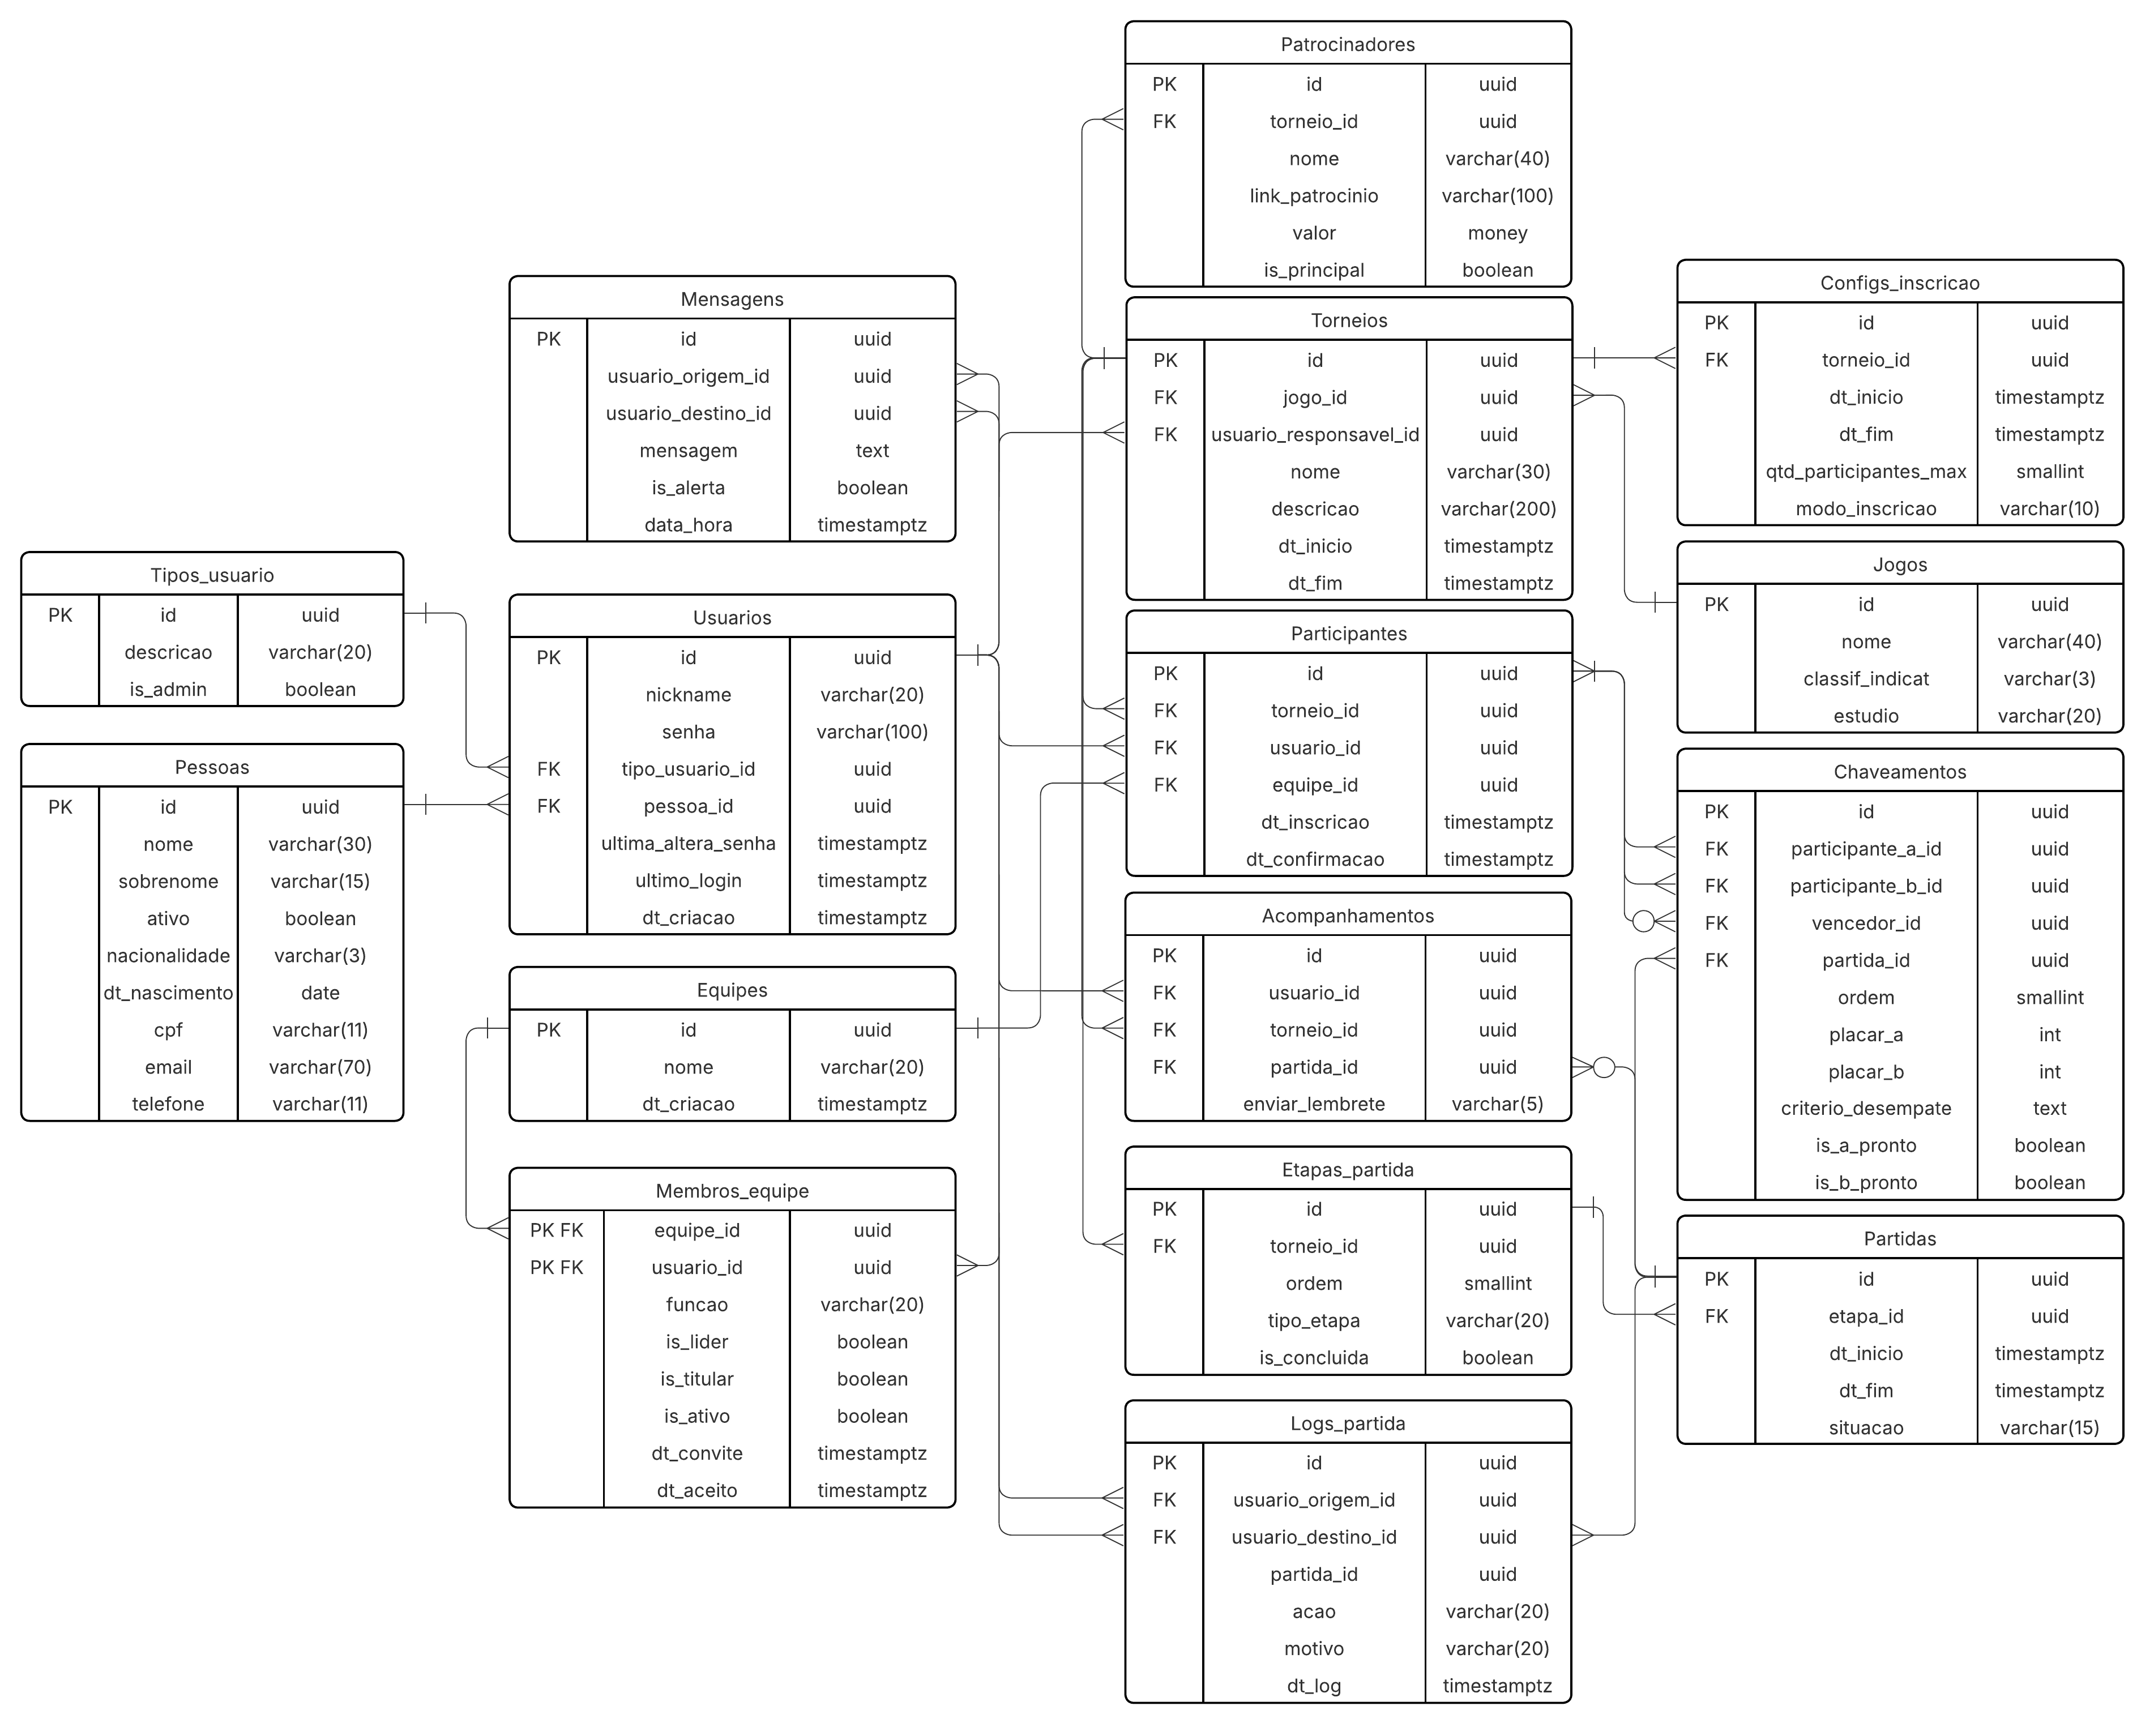 Patrocinadores
PK id uuid
FK torneio_id uuid
nome varchar(40)
link_patrocinio varchar(100)
valor money
is_principal boolean
Mensagens
PK id uuid
usuario_origem_id uuid
usuario_destino_id uuid
mensagem text
is_alerta boolean
data_hora timestamptz
Torneios
PK id uuid
FK jogo_id uuid
FK usuario_responsavel_id uuid
nome varchar(30)
descricao varchar(200)
dt_inicio timestamptz
dt_fim timestamptz
Configs_inscricao
PK id uuid
FK torneio_id uuid
dt_inicio timestamptz
dt_fim timestamptz
qtd_participantes_max smallint
modo_inscricao varchar(10)
Tipos_usuario
PK id uuid
descricao varchar(20)
is_admin boolean
Usuarios
PK id uuid
nickname varchar(20)
senha varchar(100)
FK tipo_usuario_id uuid
FK pessoa_id uuid
ultima_altera_senha timestamptz
ultimo_login timestamptz
dt_criacao timestamptz
Participantes
PK id uuid
FK torneio_id uuid
FK usuario_id uuid
FK equipe_id uuid
dt_inscricao timestamptz
dt_confirmacao timestamptz
Jogos
PK id uuid
nome varchar(40)
classif_indicat varchar(3)
estudio varchar(20)
Pessoas
PK id uuid
nome varchar(30)
sobrenome varchar(15)
ativo boolean
nacionalidade varchar(3)
dt_nascimento date
cpf varchar(11)
email varchar(70)
telefone varchar(11)
Equipes
PK id uuid
nome varchar(20)
dt_criacao timestamptz
Acompanhamentos
PK id uuid
FK usuario_id uuid
FK torneio_id uuid
FK partida_id uuid
enviar_lembrete varchar(5)
Chaveamentos
PK id uuid
FK participante_a_id uuid
FK participante_b_id uuid
FK vencedor_id uuid
FK partida_id uuid
ordem smallint
placar_a int
placar_b int
criterio_desempate text
is_a_pronto boolean
is_b_pronto boolean
Membros_equipe
PK FK equipe_id uuid
PK FK usuario_id uuid
funcao varchar(20)
is_lider boolean
is_titular boolean
is_ativo boolean
dt_convite timestamptz
dt_aceito timestamptz
Etapas_partida
PK id uuid
FK torneio_id uuid
ordem smallint
tipo_etapa varchar(20)
is_concluida boolean
Partidas
PK id uuid
FK etapa_id uuid
dt_inicio timestamptz
dt_fim timestamptz
situacao varchar(15)
Logs_partida
PK id uuid
FK usuario_origem_id uuid
FK usuario_destino_id uuid
partida_id uuid
acao varchar(20)
motivo varchar(20)
dt_log timestamptz